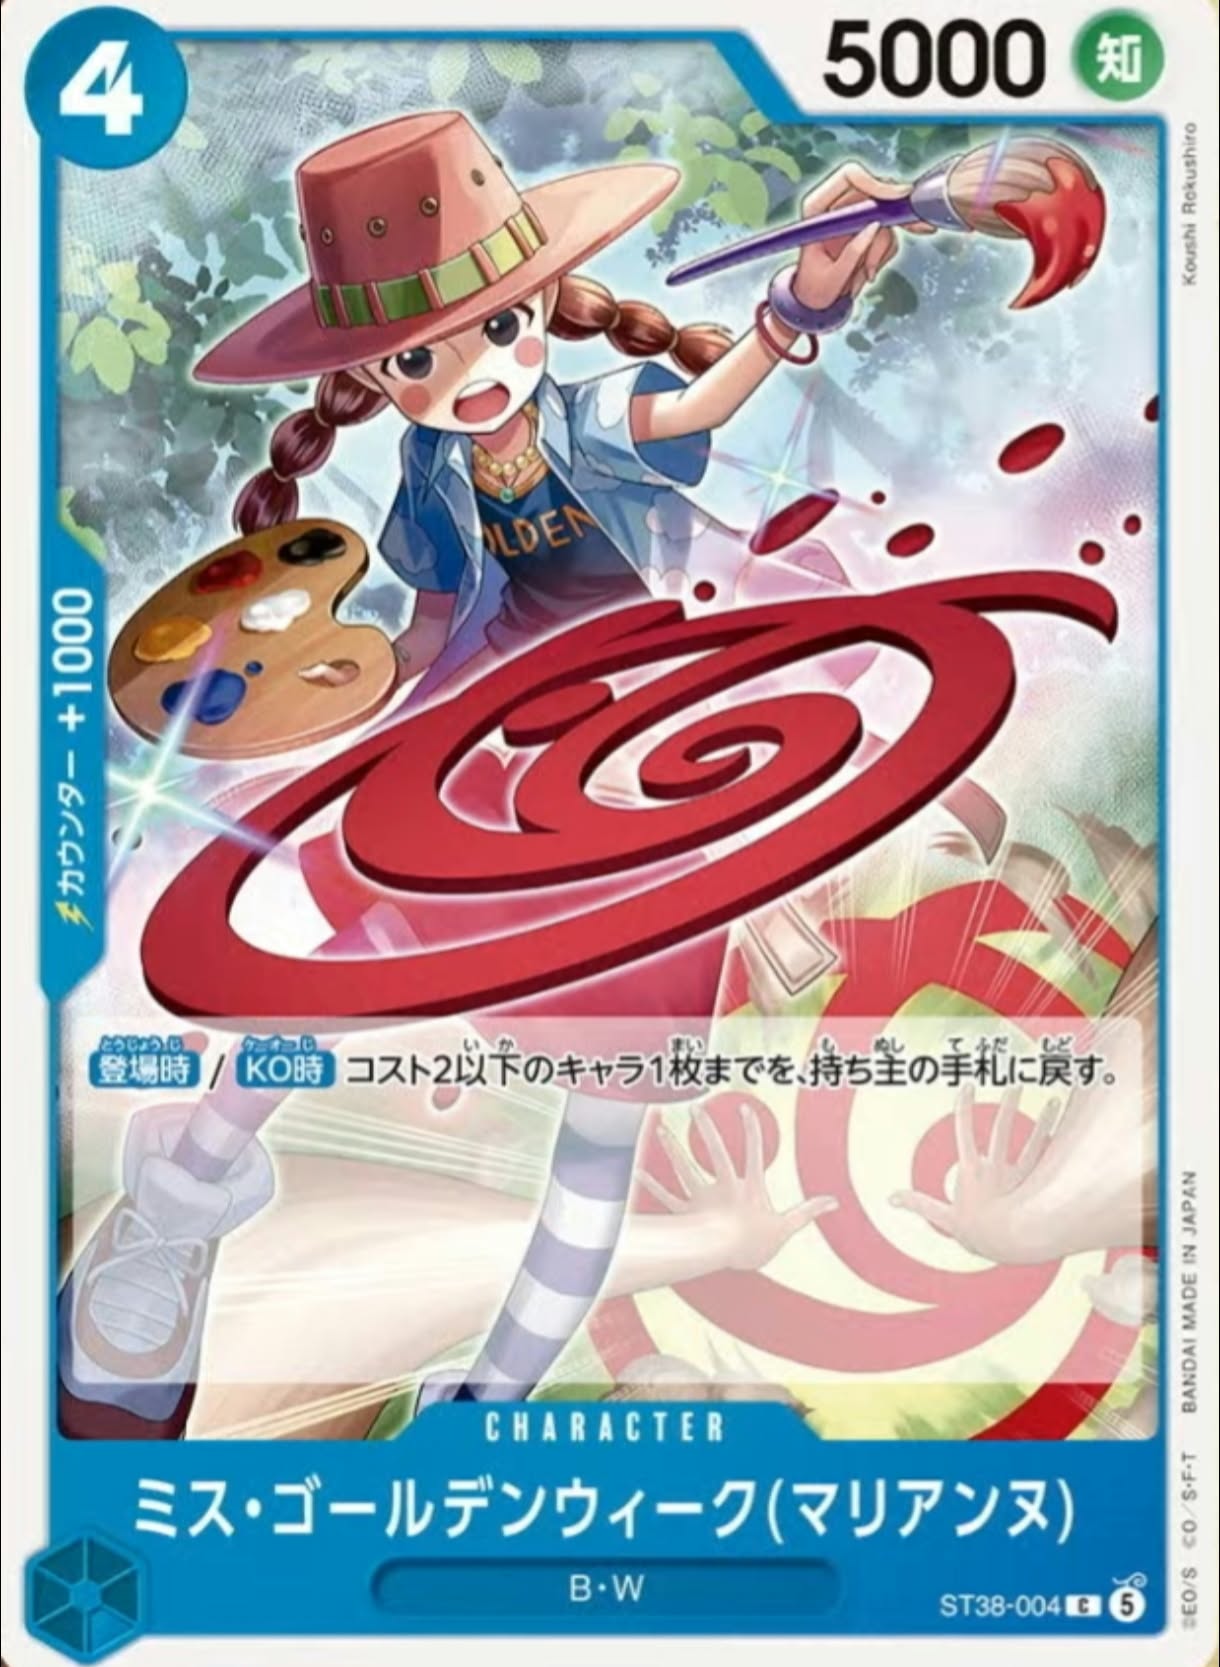 4
5000 知
Koushi Rokushiro
OLDEN
カウンター +1000
登場時 / KO時 コスト2以下のキャラ1枚までを、持ち主の手札に戻す。
CHARACTER
ミス・ゴールデンウィーク(マリアンヌ)
B・W
ST38-004 C 5
©EO/S ©O/S・F・T BANDAI MADE IN JAPAN